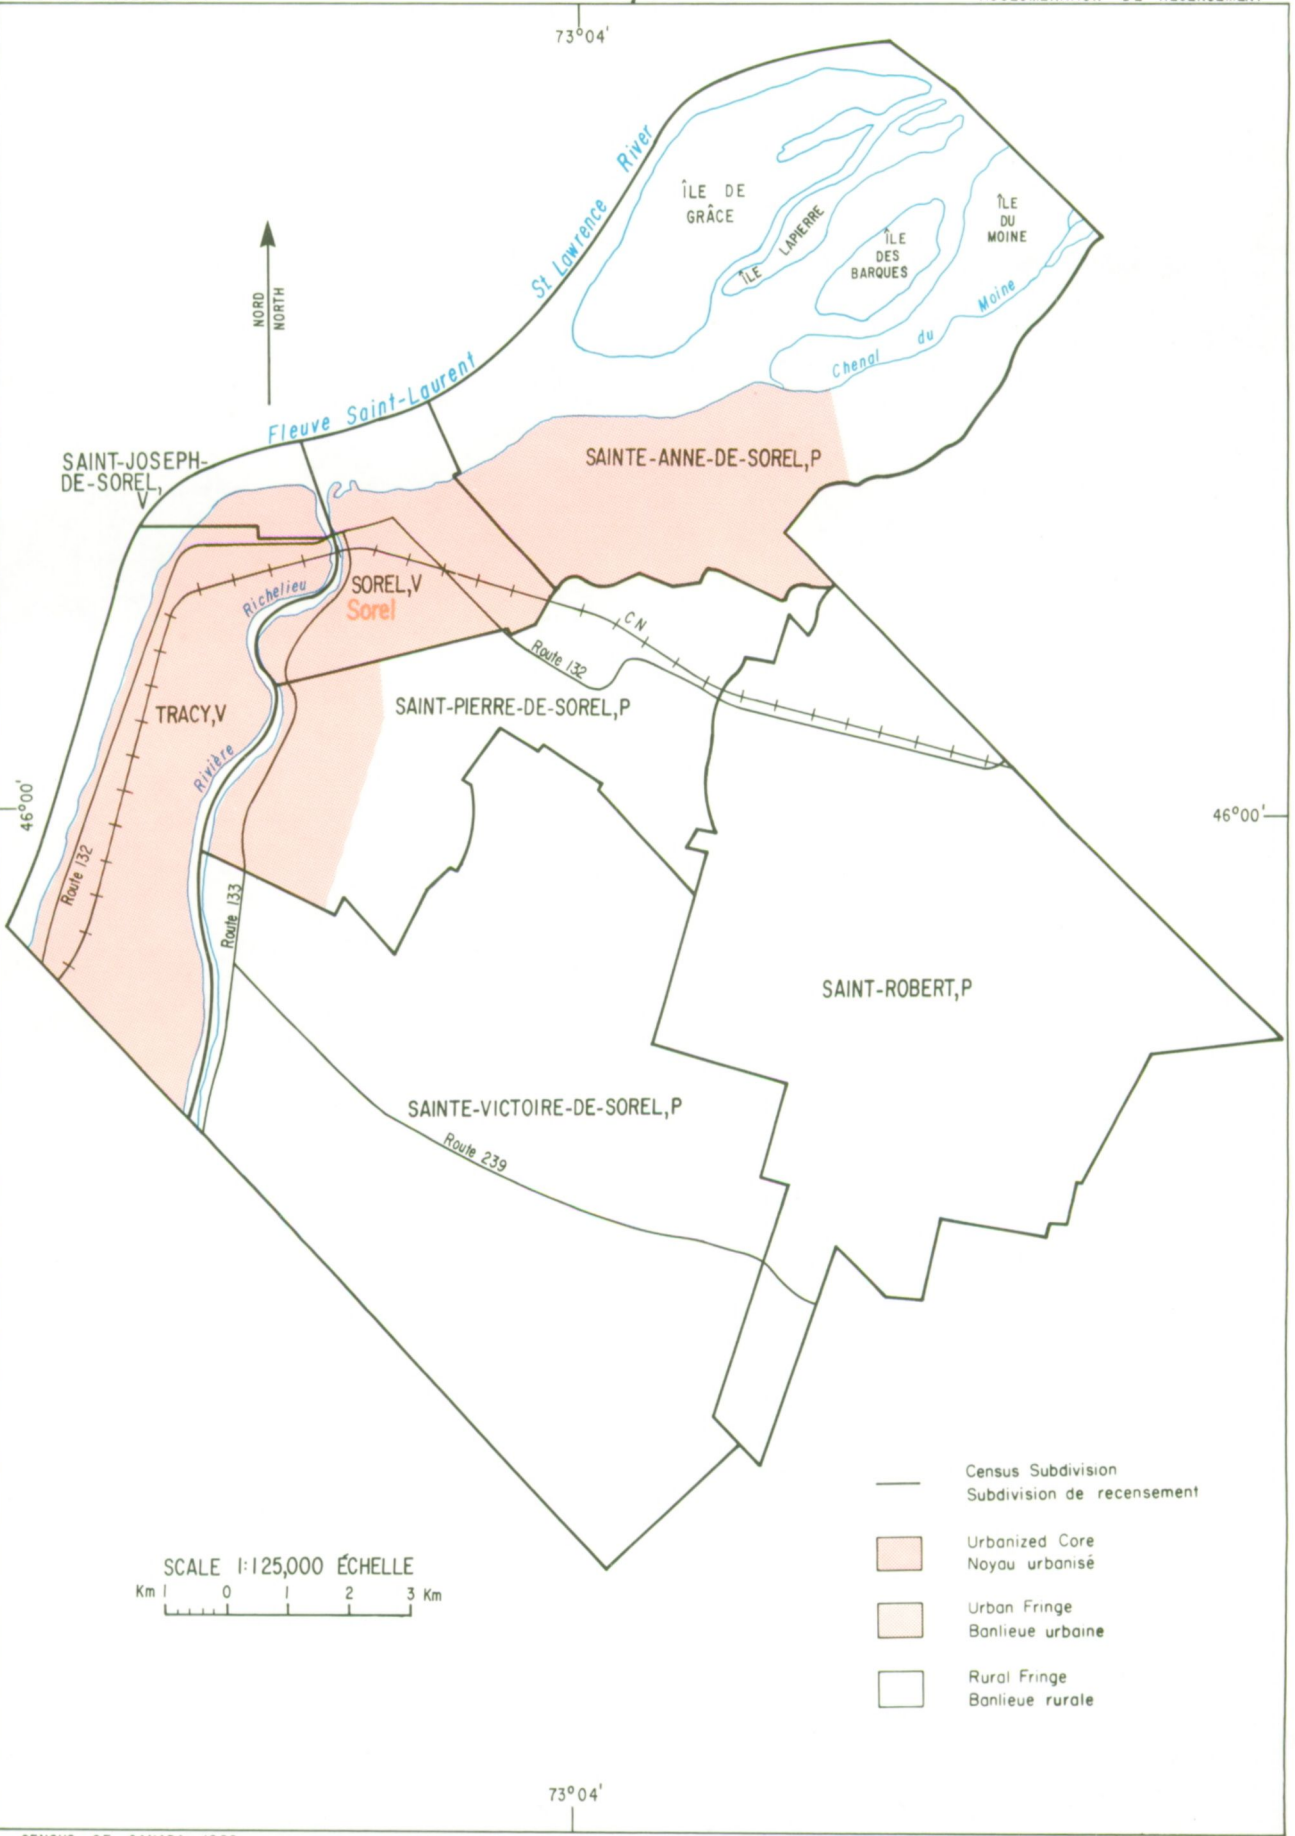 73°04'
St Lawrence River
ÎLE DE
GRÂCE
ÎLE LAPIERRE
ÎLE
DES
BARQUES
ÎLE
DU
MOINE
Chenal du Moine
NORD
NORTH
Fleuve Saint-Laurent
SAINT-JOSEPH-
DE-SOREL,
V
SAINTE-ANNE-DE-SOREL,P
Richelieu
SOREL,V
Sorel
CN
Route 132
TRACY,V
SAINT-PIERRE-DE-SOREL,P
Rivière
46°00'
46°00'
Route 132
Route 133
SAINT-ROBERT,P
SAINTE-VICTOIRE-DE-SOREL,P
Route 239
SCALE 1:125,000 ÉCHELLE
Km 1 0 1 2 3 Km
Census Subdivision
Subdivision de recensement
Urbanized Core
Noyau urbanisé
Urban Fringe
Banlieue urbaine
Rural Fringe
Banlieue rurale
73°04'